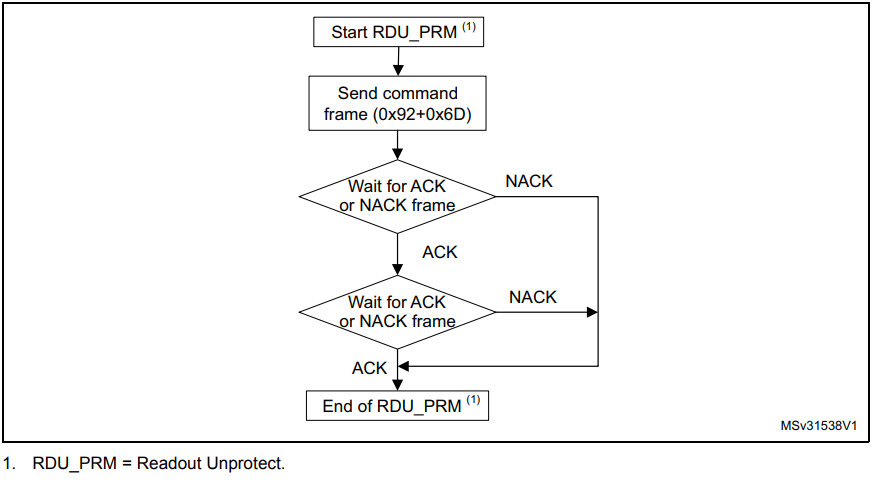 Start RDU_PRM (1)
Send command
frame (0x92+0x6D)
Wait for ACK
or NACK frame
NACK
ACK
Wait for ACK
or NACK frame
NACK
ACK
End of RDU_PRM (1)
MSv31538V1
1. RDU_PRM = Readout Unprotect.